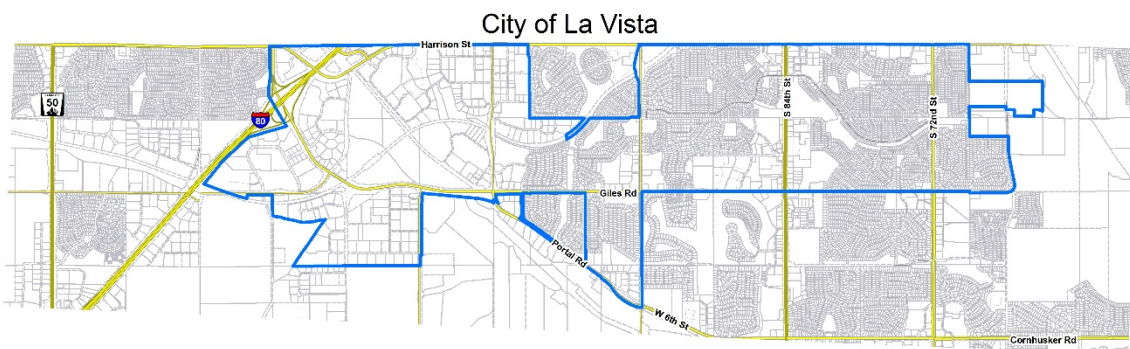 City of La Vista
Harrison St
50
80
S 84th St
S 72nd St
Giles Rd
Portal Rd
W 6th St
Cornhusker Rd